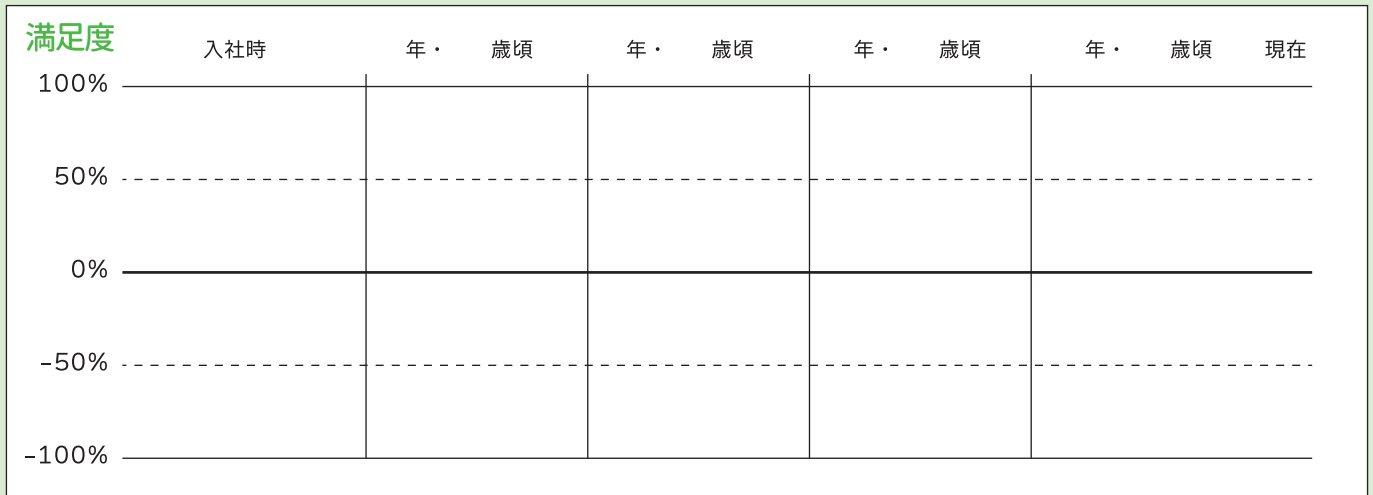 満足度
入社時 年・ 歳頃 年・ 歳頃 年・ 歳頃 年・ 歳頃 現在
100%
50%
0%
-50%
-100%